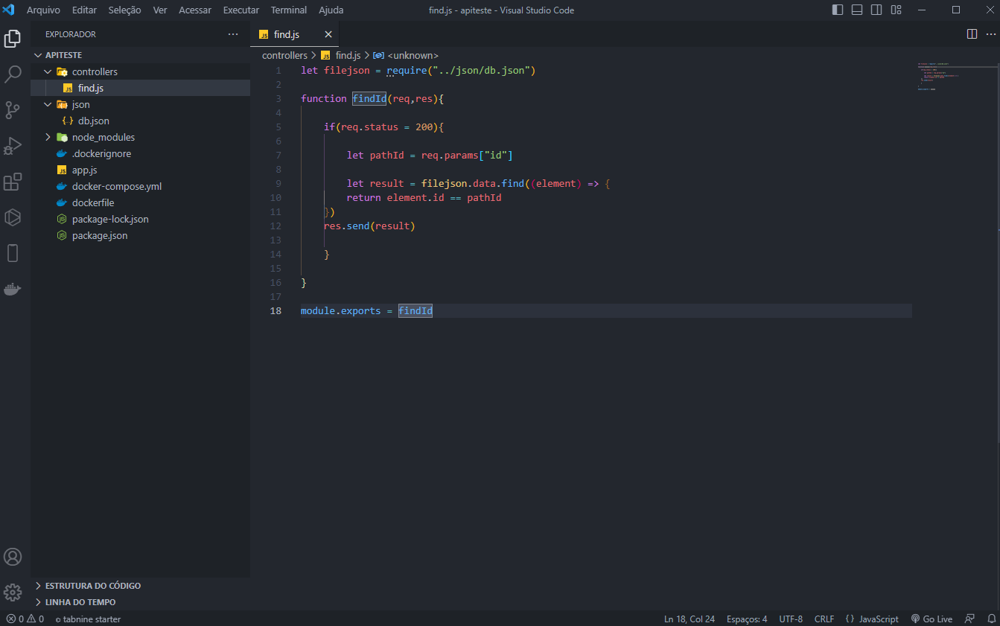 Arquivo Editar Seleção Ver Acessar Executar Terminal Ajuda find.js - apiteste - Visual Studio Code
EXPLORADOR
APITESTE
controllers
find.js
json
db.json
node_modules
.dockerignore
app.js
docker-compose.yml
dockerfile
package-lock.json
package.json
ESTRUTURA DO CÓDIGO
LINHA DO TEMPO
JS find.js
controllers > JS find.js > <unknown>
1 let filejson = require("../json/db.json")
2
3 function findId(req,res){
4
5 if(req.status = 200){
6
7 let pathId = req.params["id"]
8
9 let result = filejson.data.find((element) => {
10 return element.id == pathId
11 })
12 res.send(result)
13
14 }
15
16 }
17
18 module.exports = findId
0 0 tabnine starter Ln 18, Col 24 Espaços: 4 UTF-8 CRLF {} JavaScript Go Live